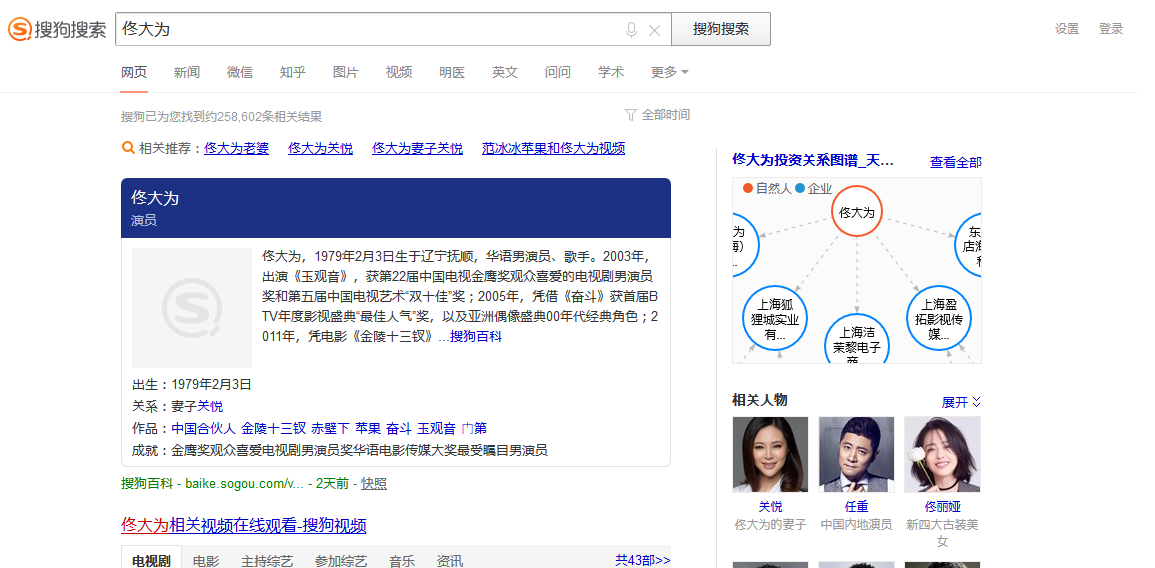 搜狗搜索
佟大为
搜狗搜索
设置 登录
网页 新闻 微信 知乎 图片 视频 明医 英文 问问 学术 更多
搜狗已为您找到约258,602条相关结果
全部时间
相关推荐：佟大为老婆 佟大为关悦 佟大为妻子关悦 范冰冰苹果和佟大为视频
佟大为
演员
佟大为，1979年2月3日生于辽宁抚顺，华语男演员、歌手。2003年，
出演《玉观音》，获第22届中国电视金鹰奖观众喜爱的电视剧男演员
奖和第五届中国电视艺术“双十佳”奖；2005年，凭借《奋斗》获首届B
TV年度影视盛典“最佳人气”奖，以及亚洲偶像盛典00年代经典角色；2
011年，凭电影《金陵十三钗》...搜狗百科
出生：1979年2月3日
关系：妻子关悦
作品：中国合伙人 金陵十三钗 赤壁下 苹果 奋斗 玉观音 门第
成就：金鹰奖观众喜爱电视剧男演员奖华语电影传媒大奖最受瞩目男演员
搜狗百科 - baike.sogou.com/v... - 2天前 - 快照
佟大为相关视频在线观看-搜狗视频
电视剧 电影 主持综艺 参加综艺 音乐 资讯 共43部>>
佟大为投资关系图谱_天... 查看全部
自然人 企业
佟大为
为
海）
...
东
店海
上海狐
狸城实业
有...
上海洁
茉黎电子
商
上海盈
拓影视传
媒...
相关人物 展开
关悦 任重 佟丽娅
佟大为的妻子 中国内地演员 新四大古装美
女